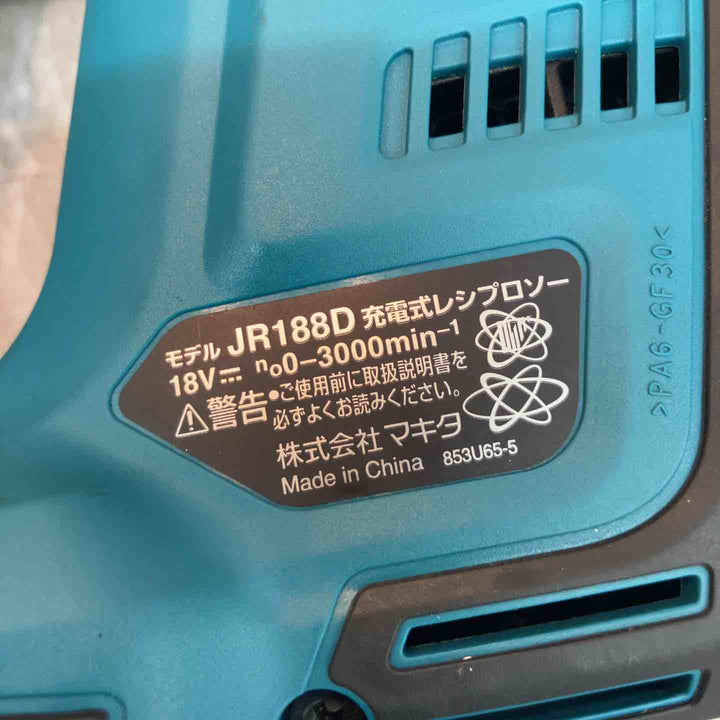 モデル JR188D 充電式レシプロソー
18V⎓ n₀0-3000min⁻¹
⚠警告 ●ご使用前に取扱説明書を
必ずよくお読みください。
株式会社 マキタ
Made in China 853U65-5
>PA6-GF30<